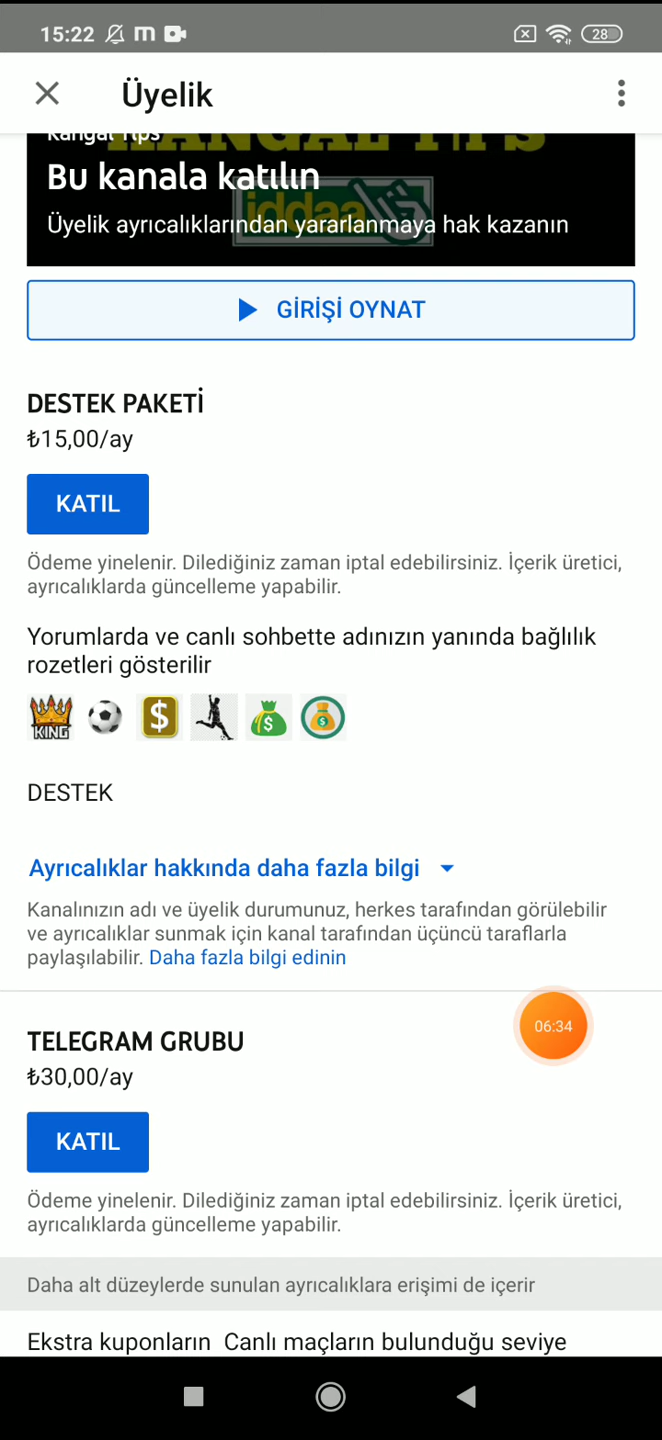 15:22
28
Üyelik
Kangal Tips
KANGAL TIPS
Bu kanala katılın
iddaa
Üyelik ayrıcalıklarından yararlanmaya hak kazanın
GİRİŞİ OYNAT
DESTEK PAKETİ
₺15,00/ay
KATIL
Ödeme yinelenir. Dilediğiniz zaman iptal edebilirsiniz. İçerik üretici,
ayrıcalıklarda güncelleme yapabilir.
Yorumlarda ve canlı sohbette adınızın yanında bağlılık
rozetleri gösterilir
KING
DESTEK
Ayrıcalıklar hakkında daha fazla bilgi
Kanalınızın adı ve üyelik durumunuz, herkes tarafından görülebilir
ve ayrıcalıklar sunmak için kanal tarafından üçüncü taraflarla
paylaşılabilir. Daha fazla bilgi edinin
06:34
TELEGRAM GRUBU
₺30,00/ay
KATIL
Ödeme yinelenir. Dilediğiniz zaman iptal edebilirsiniz. İçerik üretici,
ayrıcalıklarda güncelleme yapabilir.
Daha alt düzeylerde sunulan ayrıcalıklara erişimi de içerir
Ekstra kuponların Canlı maçların bulunduğu seviye